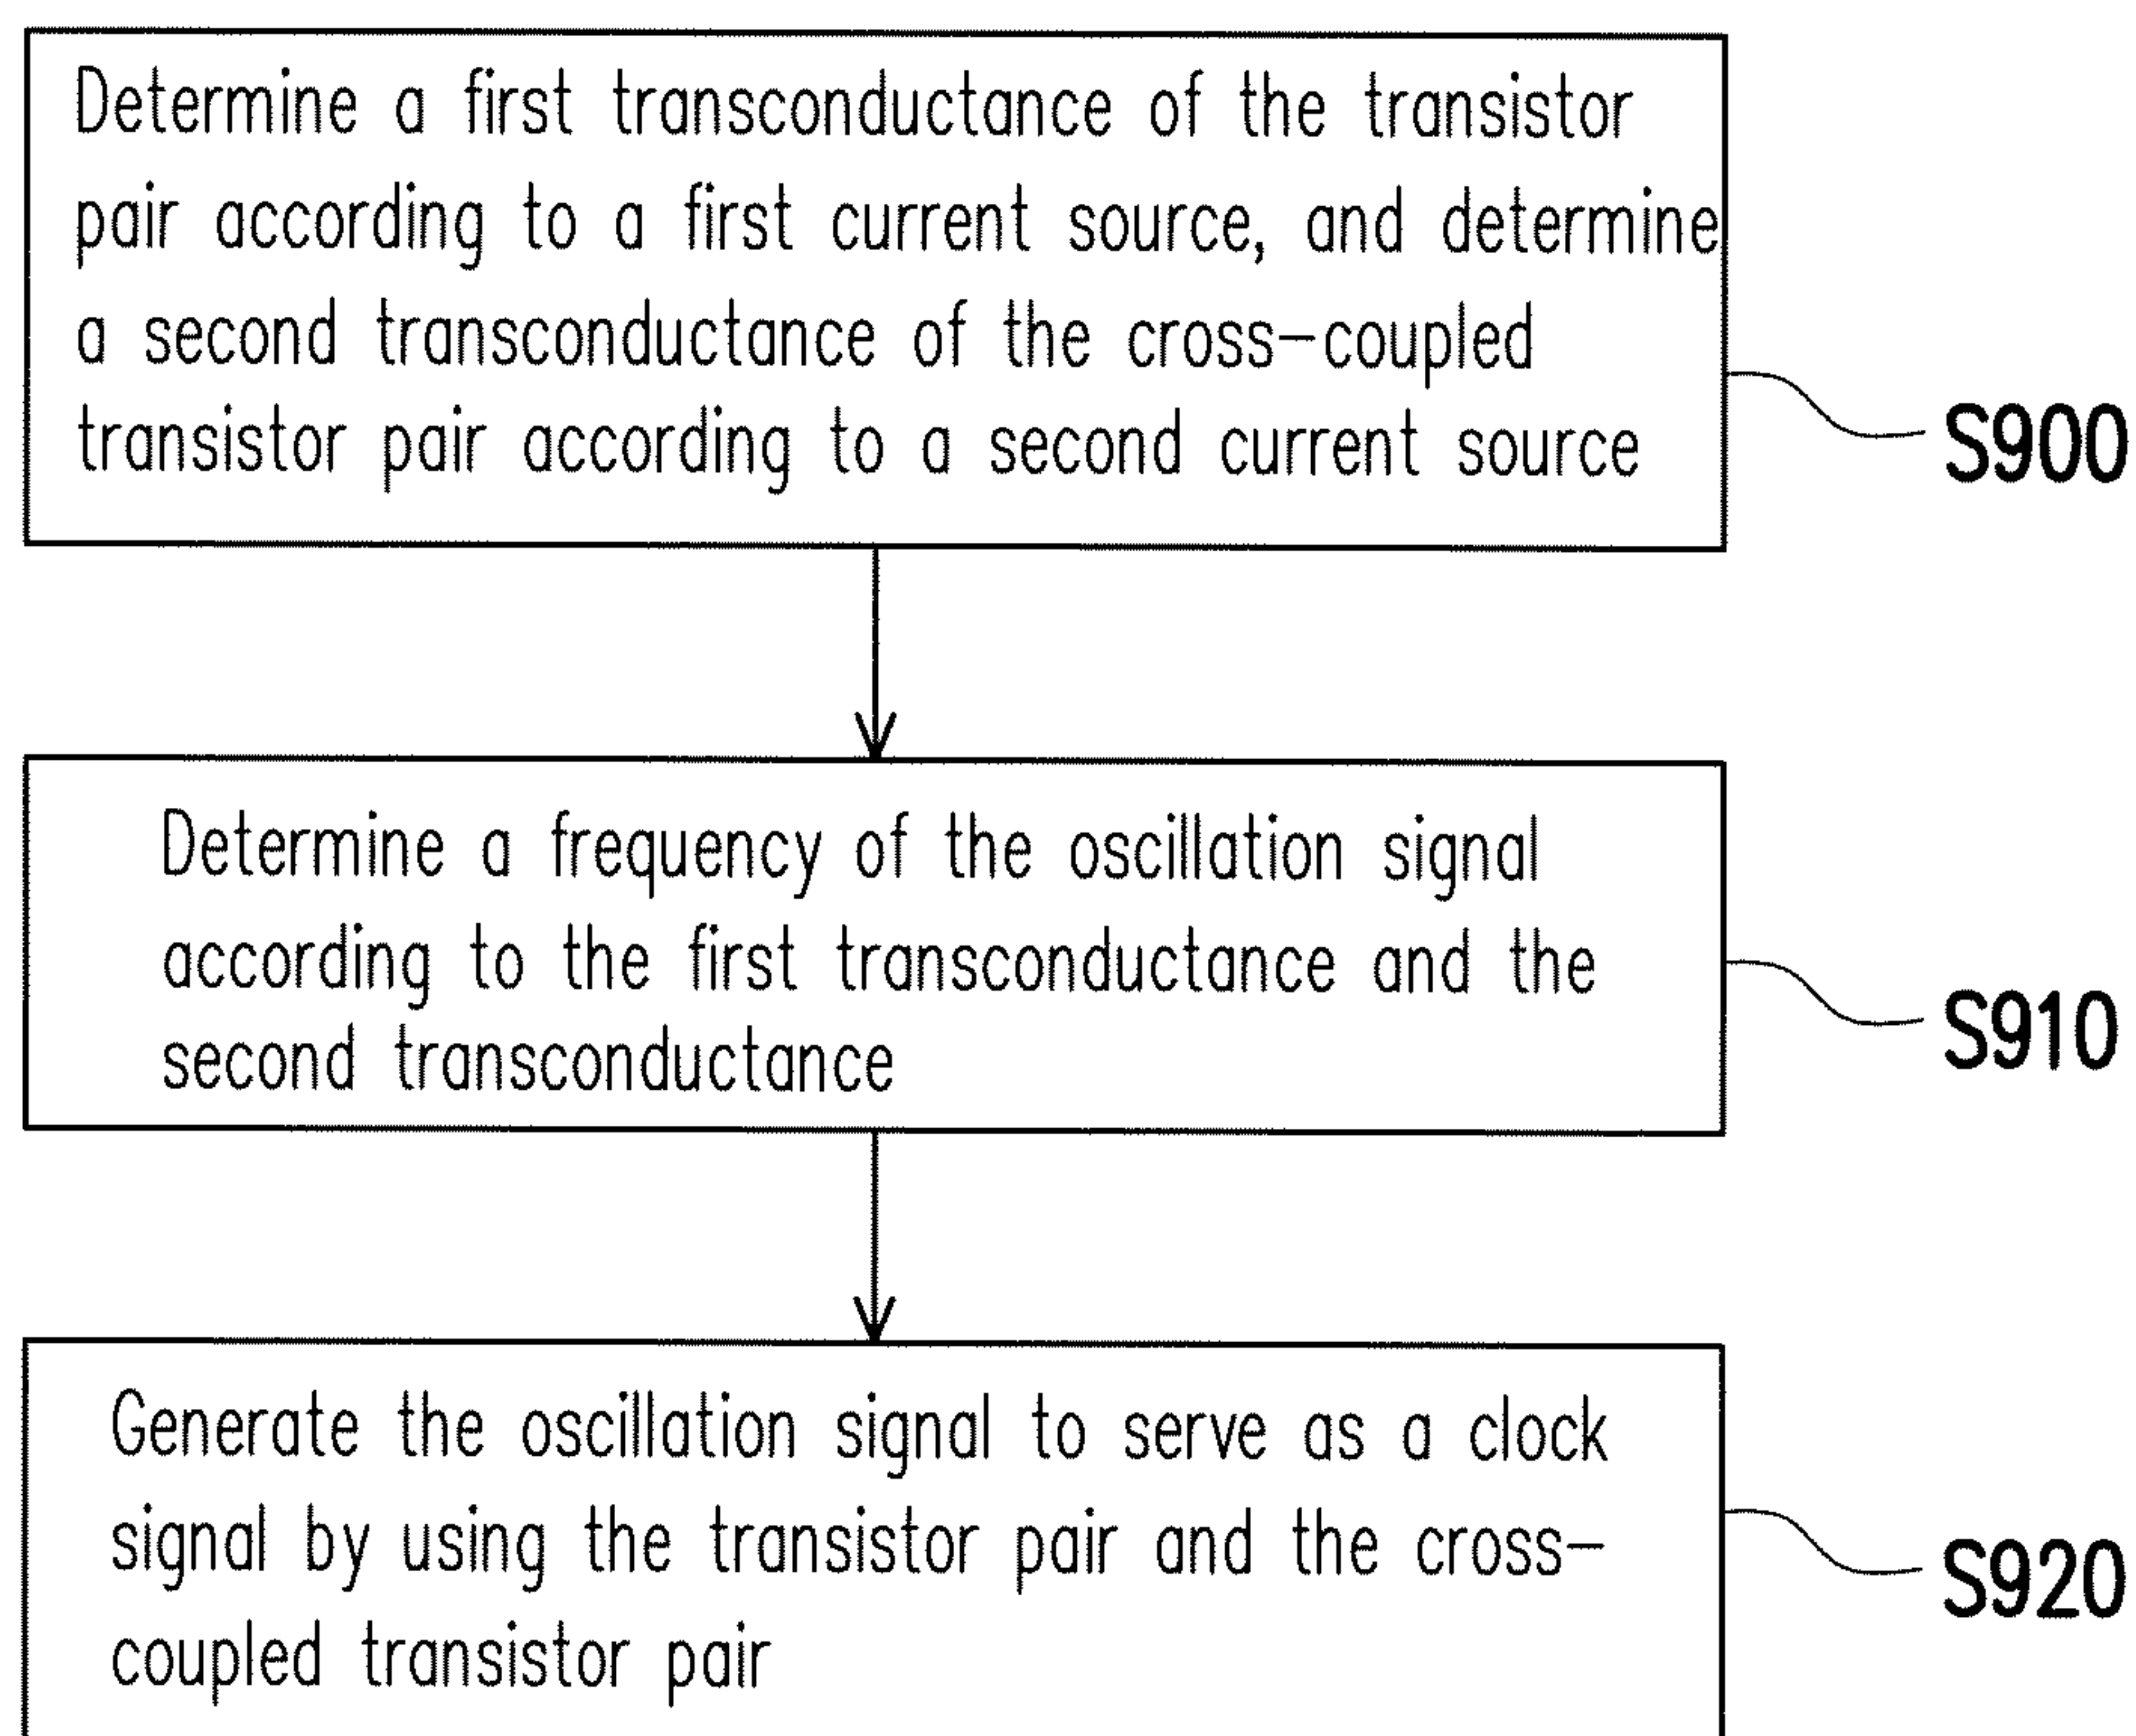 Determine a first transconductance of the transistor
pair according to a first current source, and determine
a second transconductance of the cross-coupled
transistor pair according to a second current source
S900
Determine a frequency of the oscillation signal
according to the first transconductance and the
second transconductance
S910
Generate the oscillation signal to serve as a clock
signal by using the transistor pair and the cross-
coupled transistor pair
S920